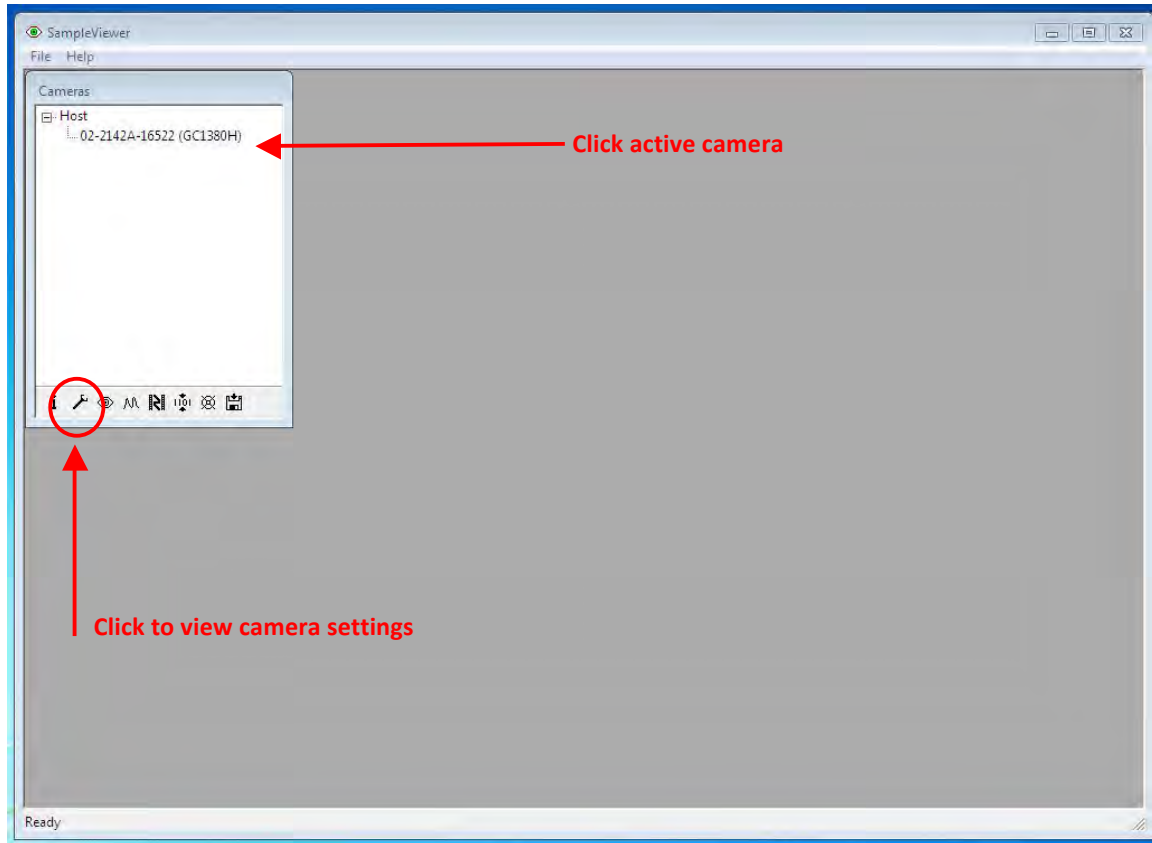 SampleViewer
File Help
Cameras
Host
02-2142A-16522 (GC1380H)
Click active camera
i
Click to view camera settings
Ready